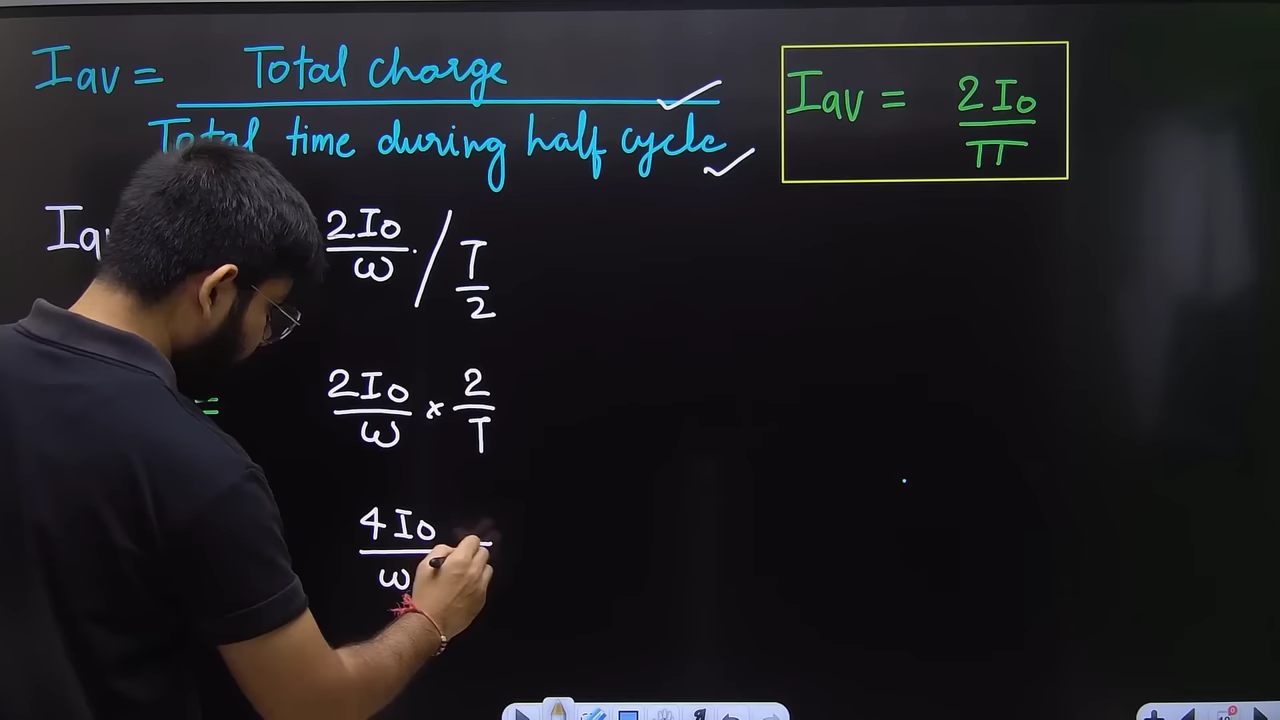 Iav = Total charge / Total time during half cycle
Iav = 2I₀ / π
2I₀/ω / T/2
= 2I₀/ω × 2/T
4I₀/ω